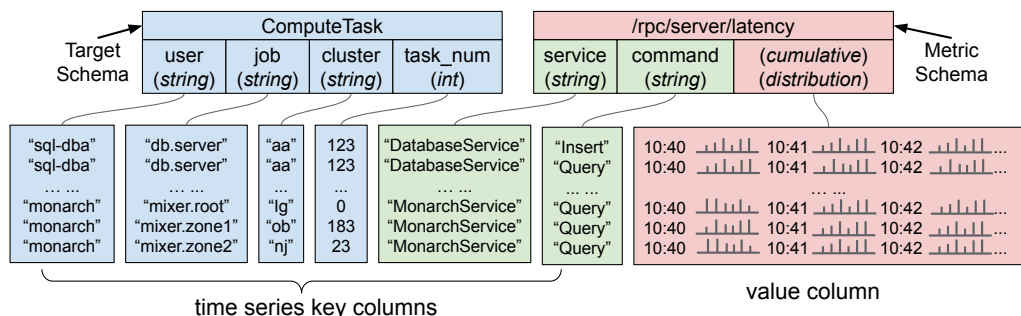 ComputeTask
/rpc/server/latency
Target
Schema
user
(string)
job
(string)
cluster
(string)
task_num
(int)
service
(string)
command
(string)
(cumulative)
(distribution)
Metric
Schema
"sql-dba" "db.server" "aa" 123 "DatabaseService" "Insert" 10:40 10:41 10:42 ...
"sql-dba" "db.server" "aa" 123 "DatabaseService" "Query" 10:40 10:41 10:42 ...
... ... ... ... ... ... ... ... ... ... ... ... ...
"monarch" "mixer.root" "lg" 0 "MonarchService" "Query" 10:40 10:41 10:42 ...
"monarch" "mixer.zone1" "ob" 183 "MonarchService" "Query" 10:40 10:41 10:42 ...
"monarch" "mixer.zone2" "nj" 23 "MonarchService" "Query" 10:40 10:41 10:42 ...
time series key columns
value column